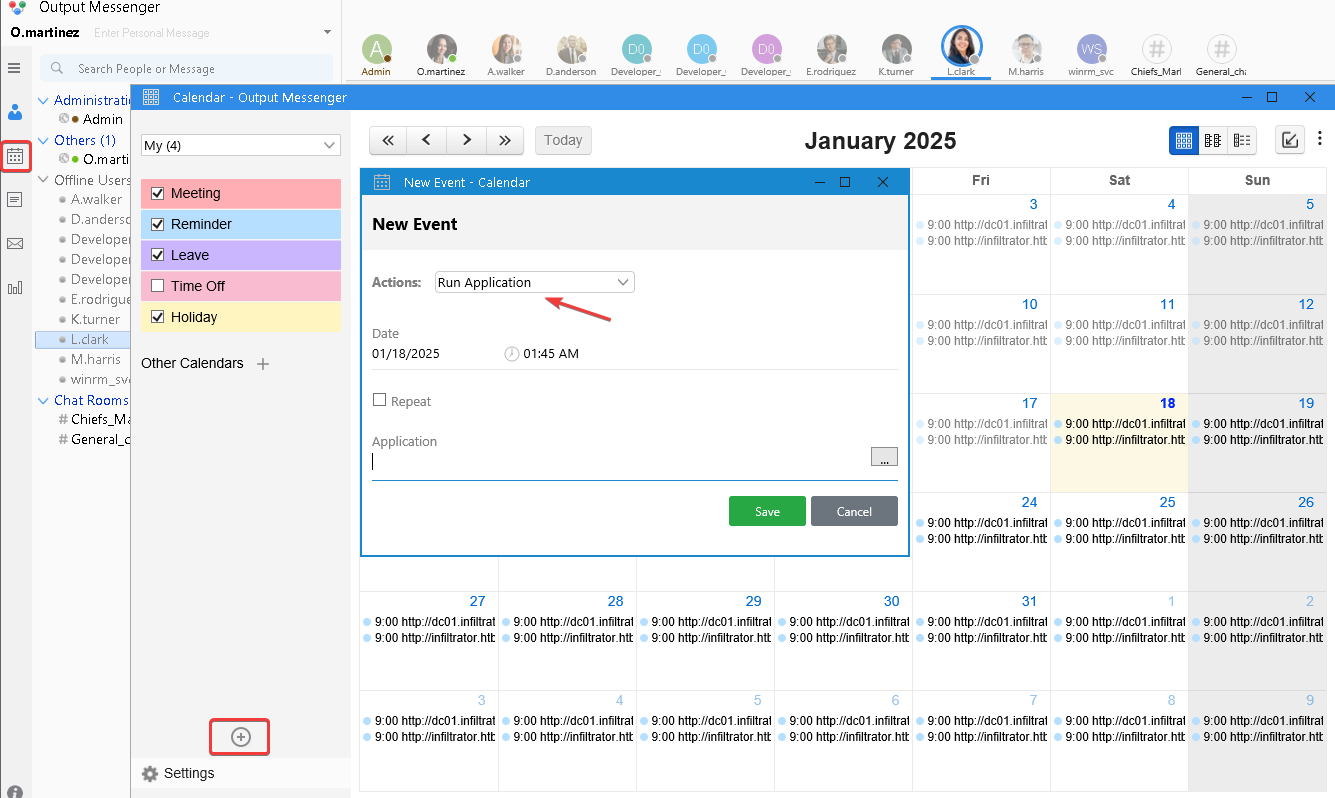 Output Messenger
O.martinez
Enter Personal Message
Search People or Message
A
D0
D0
D0
WS
#
#
Admin
O.martinez
A.walker
D.anderson
Developer_
Developer_
Developer_
E.rodriguez
K.turner
L.clark
M.harris
winrm_svc
Chiefs_Marl
General_cha
Administrati
Admin
Others (1)
O.marti
Offline Users
A.walker
D.anderso
Developer
Developer
Developer
E.rodrigue
K.turner
L.clark
M.harris
winrm_svc
Chat Rooms
# Chiefs_Ma
# General_c
Calendar - Output Messenger
My (4)
Meeting
Reminder
Leave
Time Off
Holiday
Other Calendars
Settings
Today
January 2025
Fri
Sat
Sun
New Event - Calendar
New Event
Actions:
Run Application
Date
01/18/2025
01:45 AM
Repeat
Application
...
Save
Cancel
3
4
5
9:00 http://dc01.infiltrat
9:00 http://dc01.infiltrat
9:00 http://dc01.infiltrat
9:00 http://infiltrator.htb
9:00 http://infiltrator.htb
9:00 http://infiltrator.htb
10
11
12
9:00 http://dc01.infiltrat
9:00 http://dc01.infiltrat
9:00 http://dc01.infiltrat
9:00 http://infiltrator.htb
9:00 http://infiltrator.htb
9:00 http://infiltrator.htb
17
18
19
9:00 http://dc01.infiltrat
9:00 http://dc01.infiltrat
9:00 http://dc01.infiltrat
9:00 http://infiltrator.htb
9:00 http://infiltrator.htb
9:00 http://infiltrator.htb
24
25
26
9:00 http://dc01.infiltrat
9:00 http://dc01.infiltrat
9:00 http://dc01.infiltrat
9:00 http://infiltrator.htb
9:00 http://infiltrator.htb
9:00 http://infiltrator.htb
27
28
29
30
31
1
2
9:00 http://dc01.infiltrat
9:00 http://dc01.infiltrat
9:00 http://dc01.infiltrat
9:00 http://dc01.infiltrat
9:00 http://dc01.infiltrat
9:00 http://dc01.infiltrat
9:00 http://dc01.infiltrat
9:00 http://infiltrator.htb
9:00 http://infiltrator.htb
9:00 http://infiltrator.htb
9:00 http://infiltrator.htb
9:00 http://infiltrator.htb
9:00 http://infiltrator.htb
9:00 http://infiltrator.htb
3
4
5
6
7
8
9
9:00 http://dc01.infiltrat
9:00 http://dc01.infiltrat
9:00 http://dc01.infiltrat
9:00 http://dc01.infiltrat
9:00 http://dc01.infiltrat
9:00 http://dc01.infiltrat
9:00 http://dc01.infiltrat
9:00 http://infiltrator.htb
9:00 http://infiltrator.htb
9:00 http://infiltrator.htb
9:00 http://infiltrator.htb
9:00 http://infiltrator.htb
9:00 http://infiltrator.htb
9:00 http://infiltrator.htb